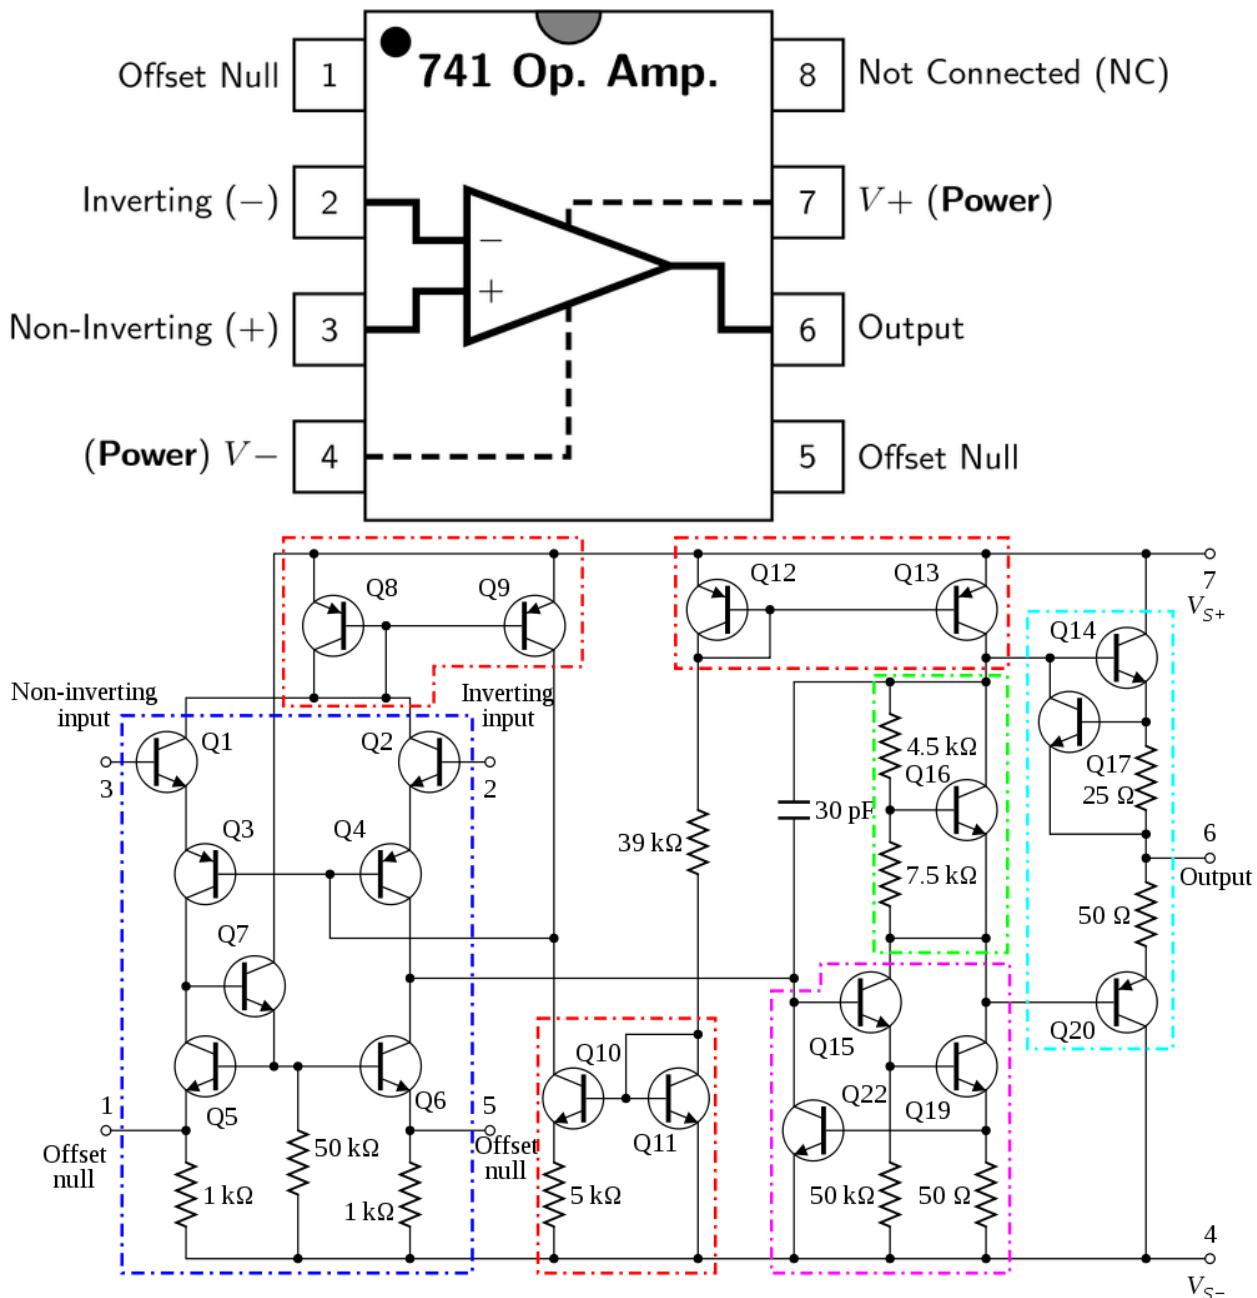 741 Op. Amp.
Offset Null 1
8 Not Connected (NC)
Inverting (−) 2
7 V+ (Power)
−
+
Non-Inverting (+) 3
6 Output
(Power) V− 4
5 Offset Null
Q8
Q9
Q12
Q13
7
V_{S+}
Q14
Non-inverting
input
Inverting
input
Q1
Q2
3
2
4.5 kΩ
Q17
25 Ω
Q16
30 pF
Q3
Q4
39 kΩ
6
Output
7.5 kΩ
50 Ω
Q7
Q20
Q15
Q10
Q11
Q22
Q19
Q5
Q6
1
Offset
null
5
Offset
null
50 kΩ
1 kΩ
1 kΩ
5 kΩ
50 kΩ
50 Ω
4
V_{S−}